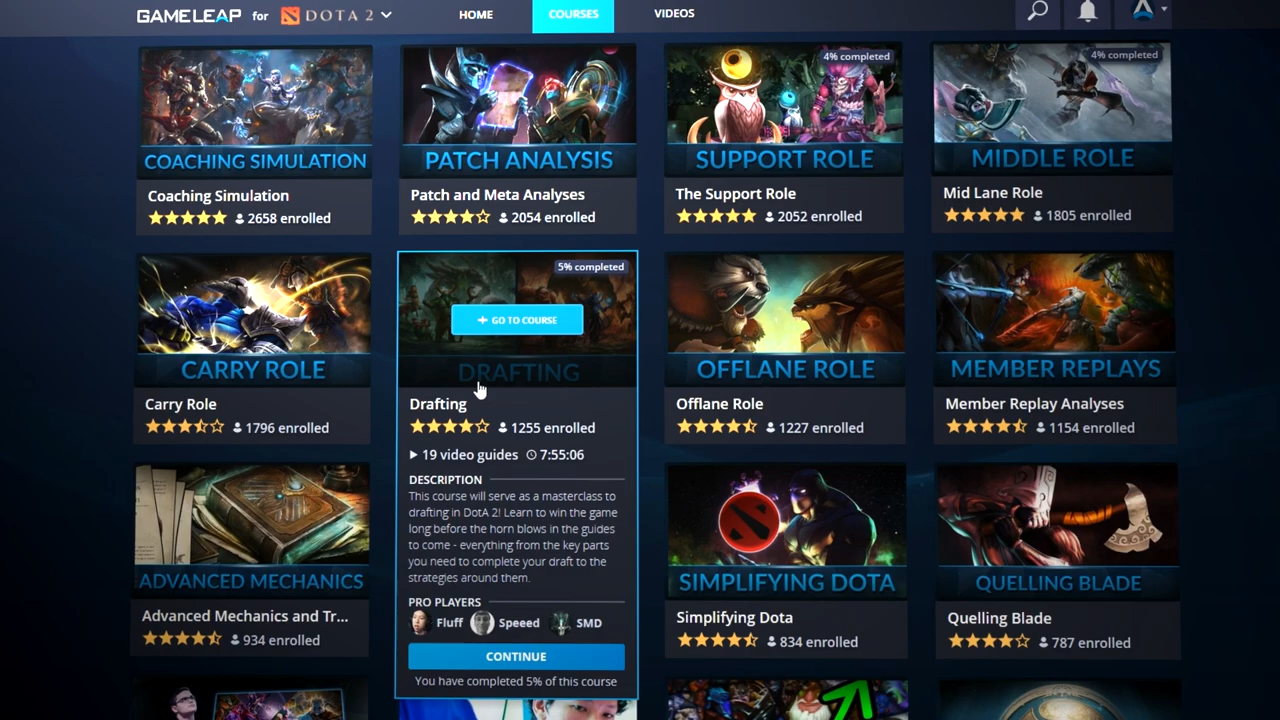 GAMELEAP for DOTA 2
HOME
COURSES
VIDEOS
COACHING SIMULATION
Coaching Simulation
2658 enrolled
PATCH ANALYSIS
Patch and Meta Analyses
2054 enrolled
4% completed
SUPPORT ROLE
The Support Role
2052 enrolled
4% completed
MIDDLE ROLE
Mid Lane Role
1805 enrolled
CARRY ROLE
Carry Role
1796 enrolled
5% completed
+ GO TO COURSE
DRAFTING
Drafting
1255 enrolled
19 video guides 7:55:06
DESCRIPTION
This course will serve as a masterclass to
drafting in DotA 2! Learn to win the game
long before the horn blows in the guides
to come - everything from the key parts
you need to complete your draft to the
strategies around them.
PRO PLAYERS
Fluff Speeed SMD
CONTINUE
You have completed 5% of this course
OFFLANE ROLE
Offlane Role
1227 enrolled
MEMBER REPLAYS
Member Replay Analyses
1154 enrolled
ADVANCED MECHANICS
Advanced Mechanics and Tr...
934 enrolled
SIMPLIFYING DOTA
Simplifying Dota
834 enrolled
QUELLING BLADE
Quelling Blade
787 enrolled